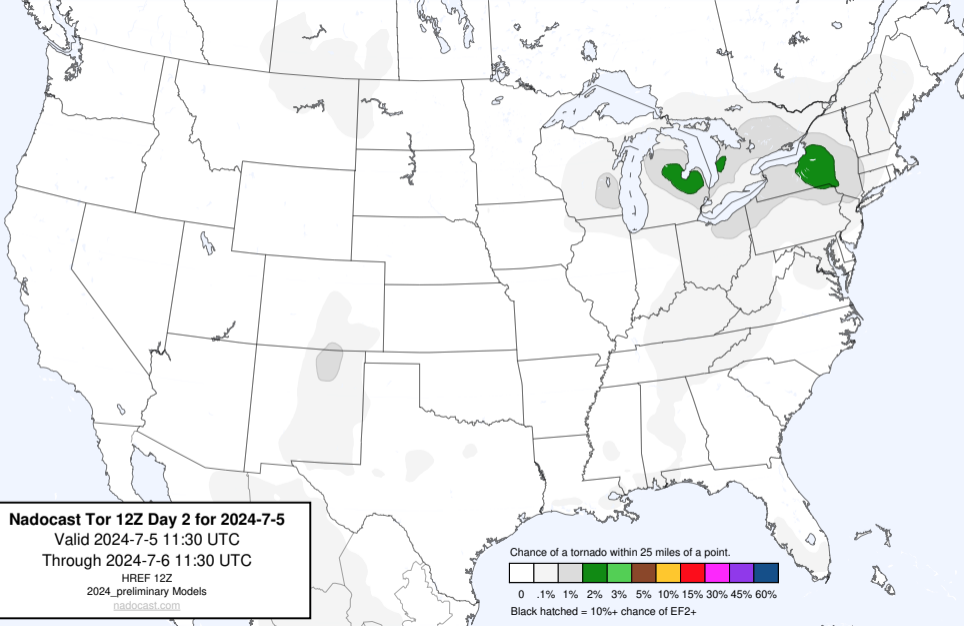 Nadocast Tor 12Z Day 2 for 2024-7-5
Valid 2024-7-5 11:30 UTC
Through 2024-7-6 11:30 UTC
HREF 12Z
2024_preliminary Models
nadocast.com
Chance of a tornado within 25 miles of a point.
0 .1% 1% 2% 3% 5% 10% 15% 30% 45% 60%
Black hatched = 10%+ chance of EF2+